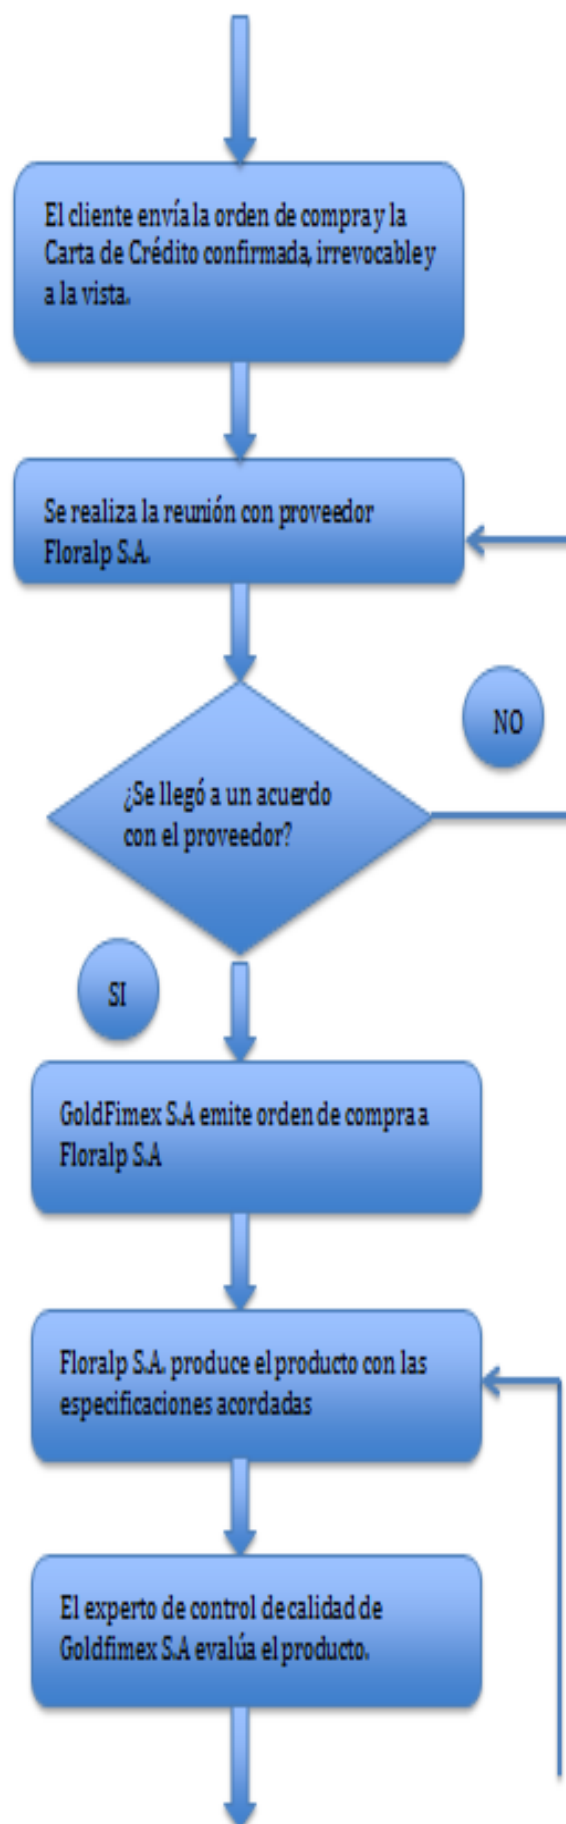 El cliente envía la orden de compra y la
Carta de Crédito confirmada, irrevocable y
a la vista.
Se realiza la reunión con proveedor
Floralp S.A.
NO
¿Se llegó a un acuerdo
con el proveedor?
SI
GoldFimex S.A emite orden de compra a
Floralp S.A
Floralp S.A. produce el producto con las
especificaciones acordadas
El experto de control de calidad de
Goldfimex S.A evalúa el producto.